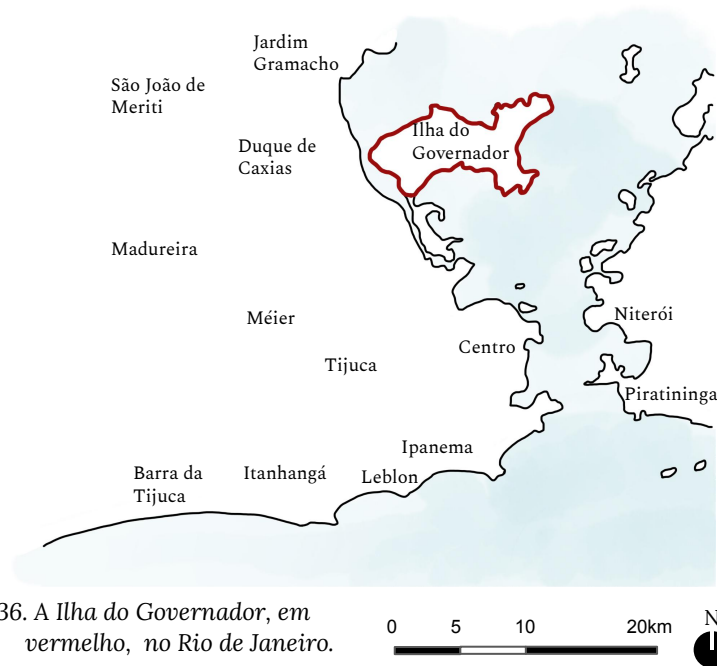 Jardim
Gramacho
São João de
Meriti
Ilha do
Governador
Duque de
Caxias
Madureira
Méier
Niterói
Centro
Tijuca
Piratininga
Ipanema
Barra da
Tijuca
Itanhangá
Leblon
36. A Ilha do Governador, em
vermelho, no Rio de Janeiro.
0 5 10 20km
N